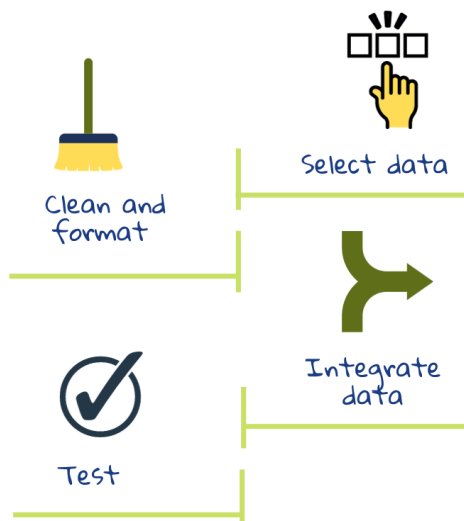 Select data
Clean and
format
Integrate
data
Test